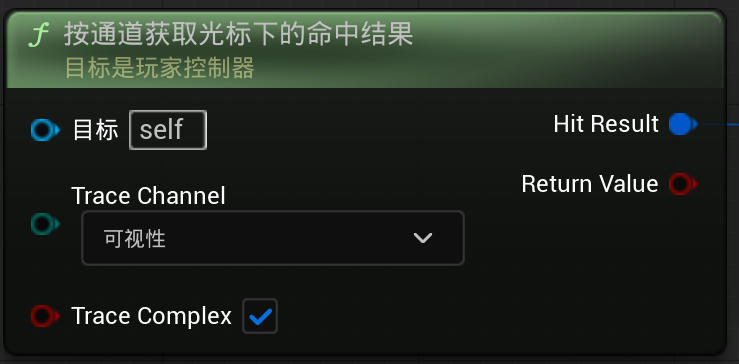 f 按通道获取光标下的命中结果
目标是玩家控制器
目标 self
Hit Result
Return Value
Trace Channel
可视性
Trace Complex